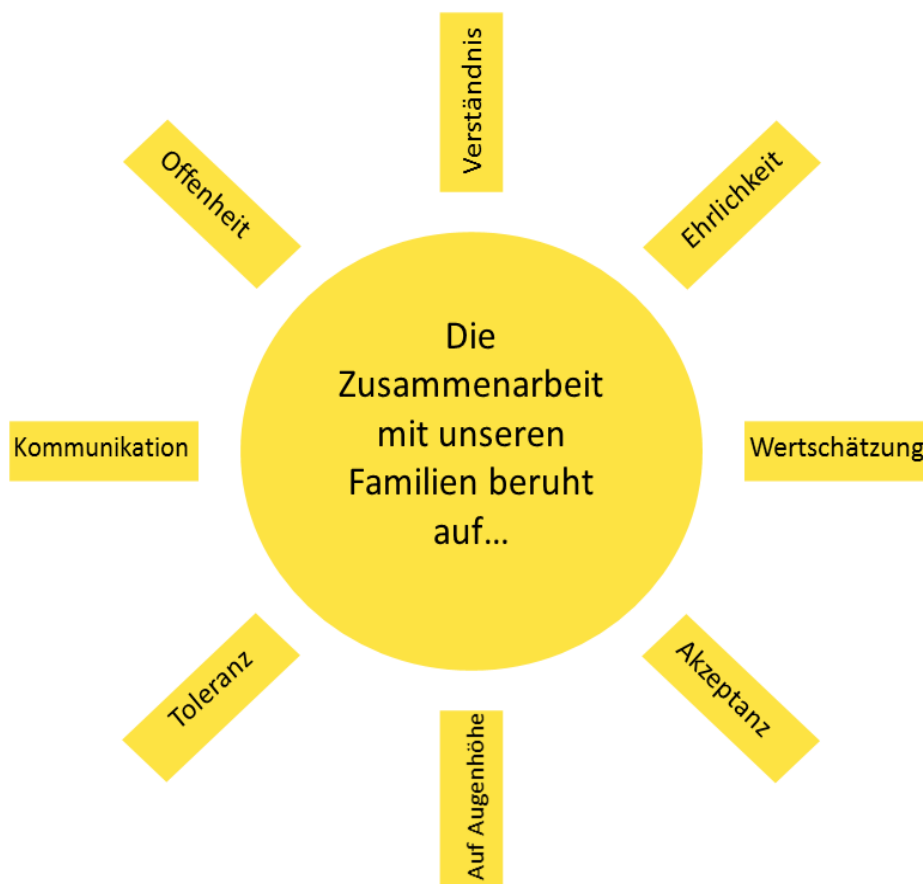 Verständnis
Offenheit
Ehrlichkeit
Die
Zusammenarbeit
mit unseren
Familien beruht
auf...
Kommunikation
Wertschätzung
Toleranz
Akzeptanz
Auf Augenhöhe